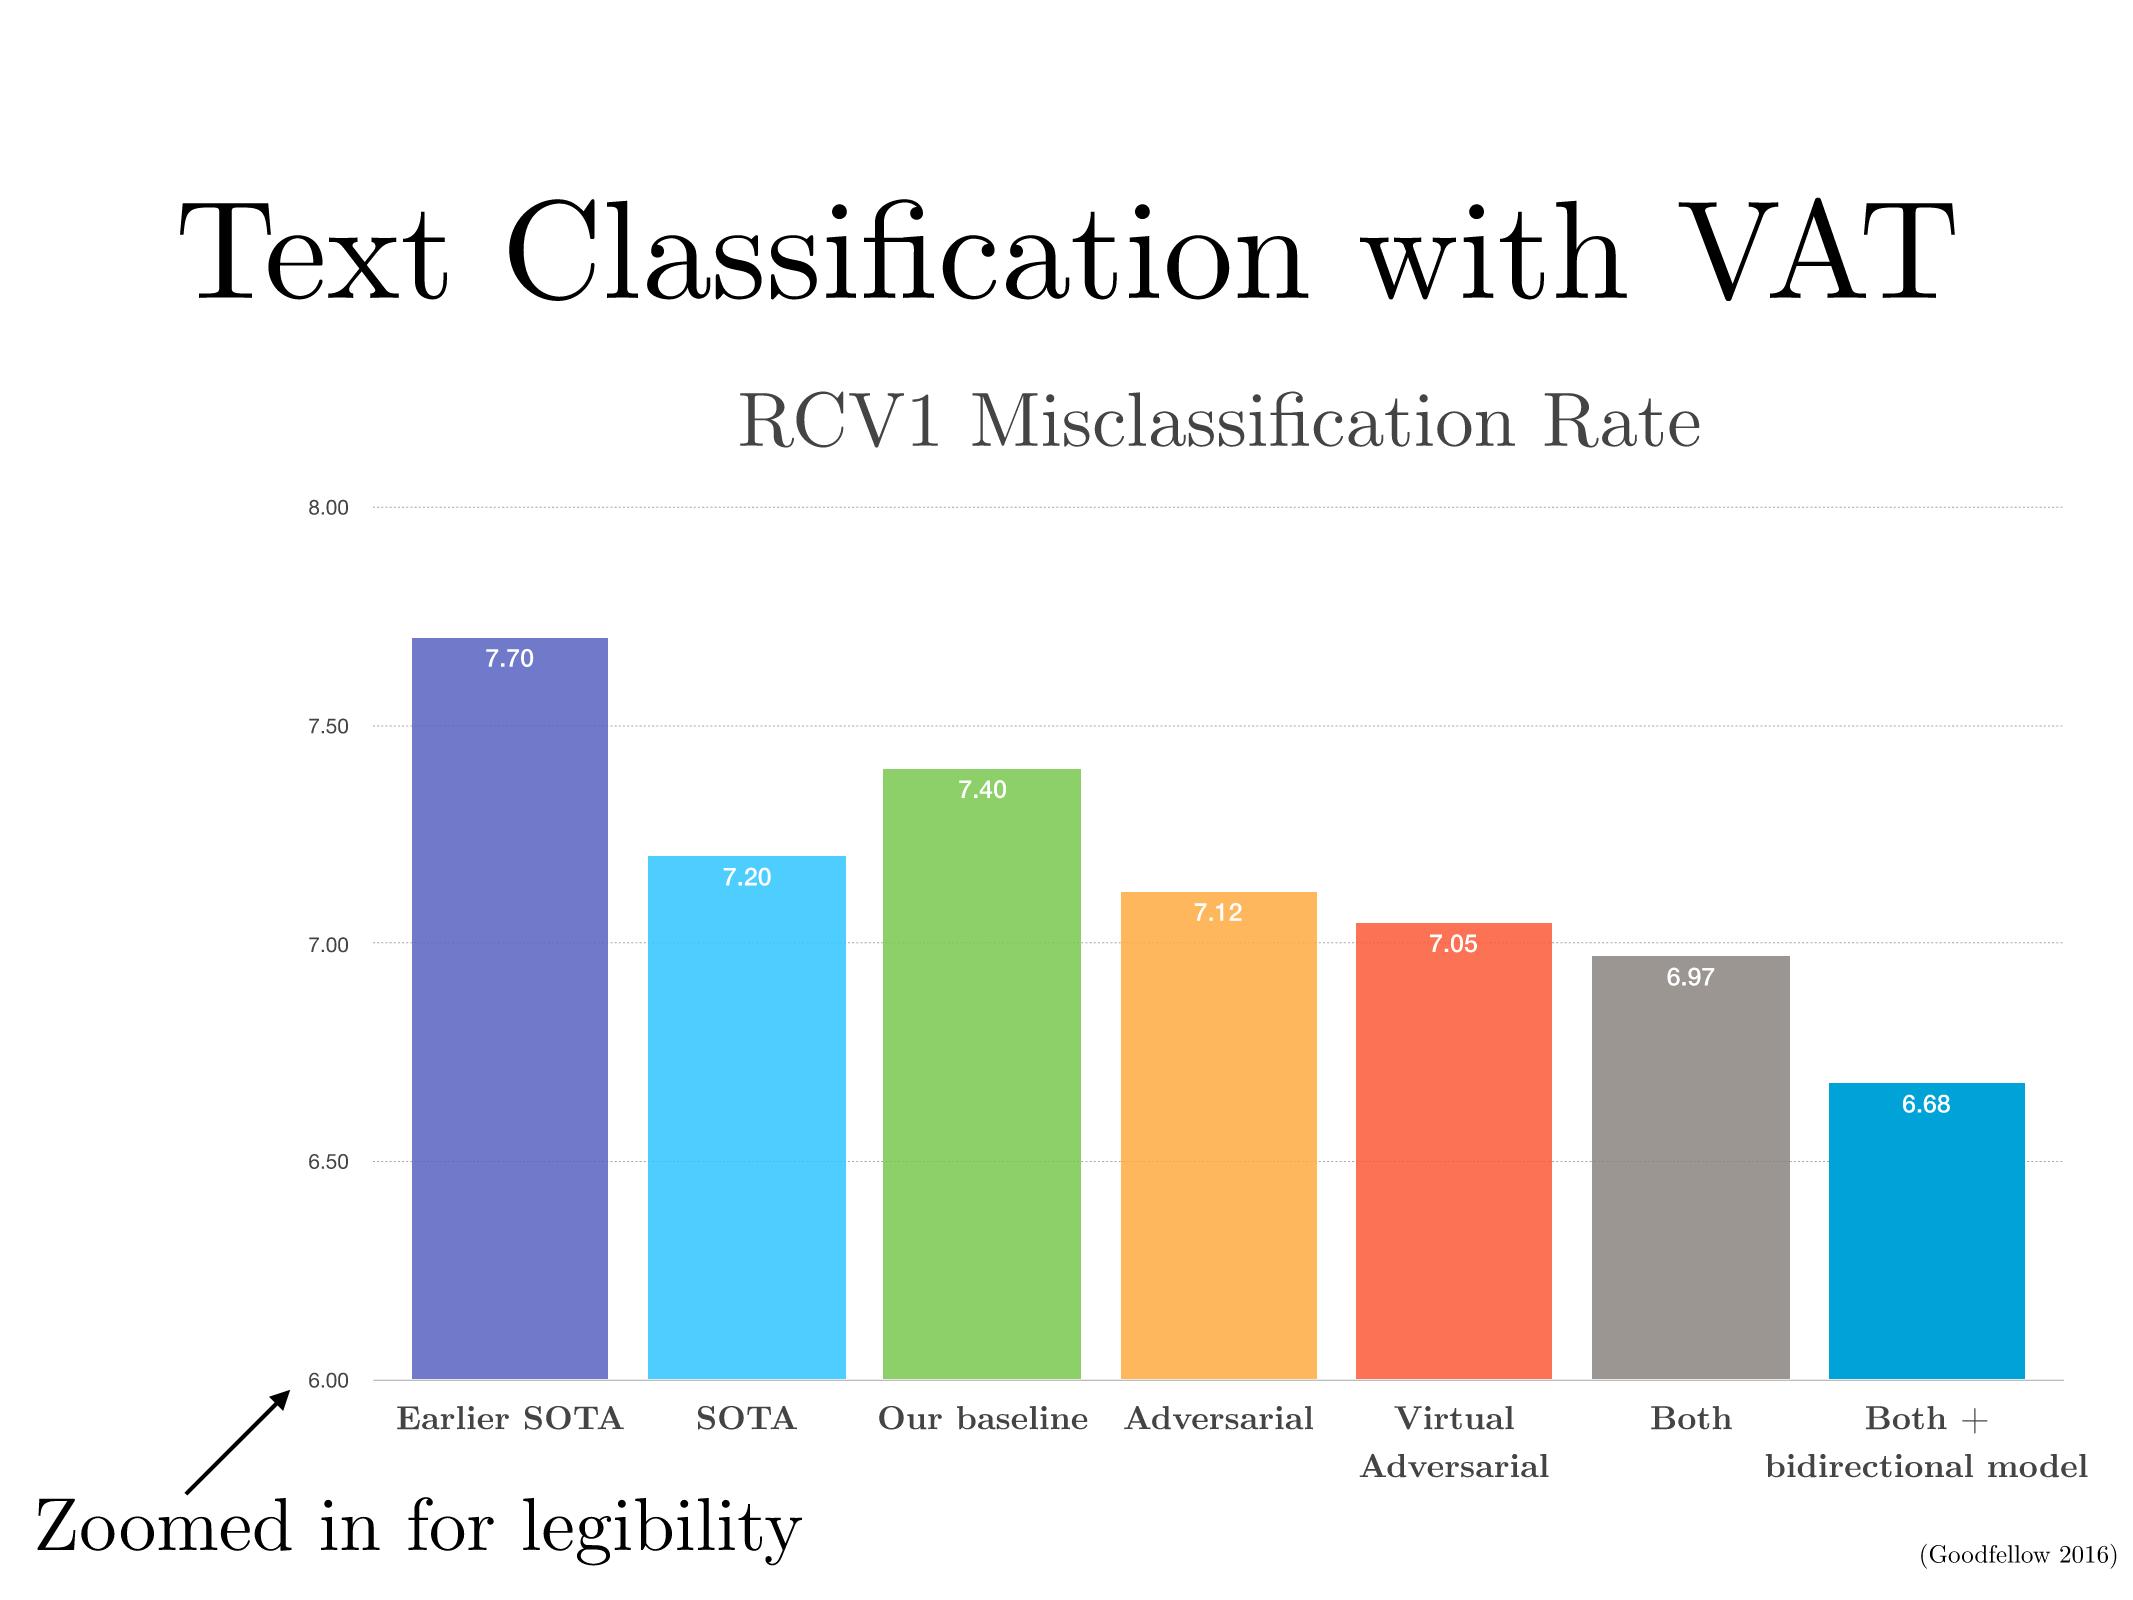 Text Classification with VAT
RCV1 Misclassification Rate
8.00
7.50
7.00
6.50
6.00
7.70
7.20
7.40
7.12
7.05
6.97
6.68
Earlier SOTA
SOTA
Our baseline
Adversarial
Virtual
Adversarial
Both
Both +
bidirectional model
Zoomed in for legibility
(Goodfellow 2016)